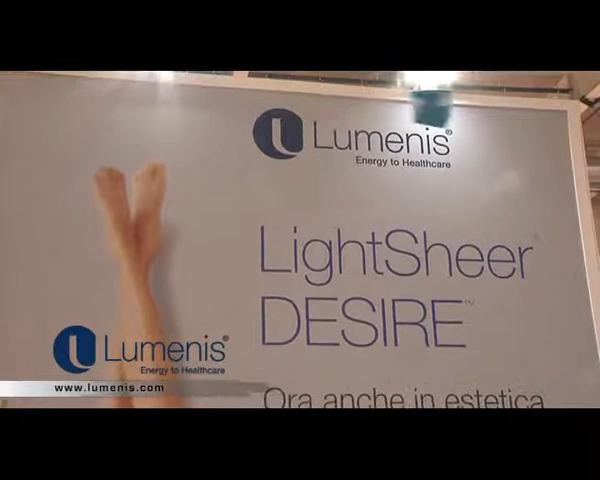 Lumenis®
Energy to Healthcare
LightSheer®
DESIRE™
Ora anche in estetica
Lumenis®
Energy to Healthcare
www.lumenis.com